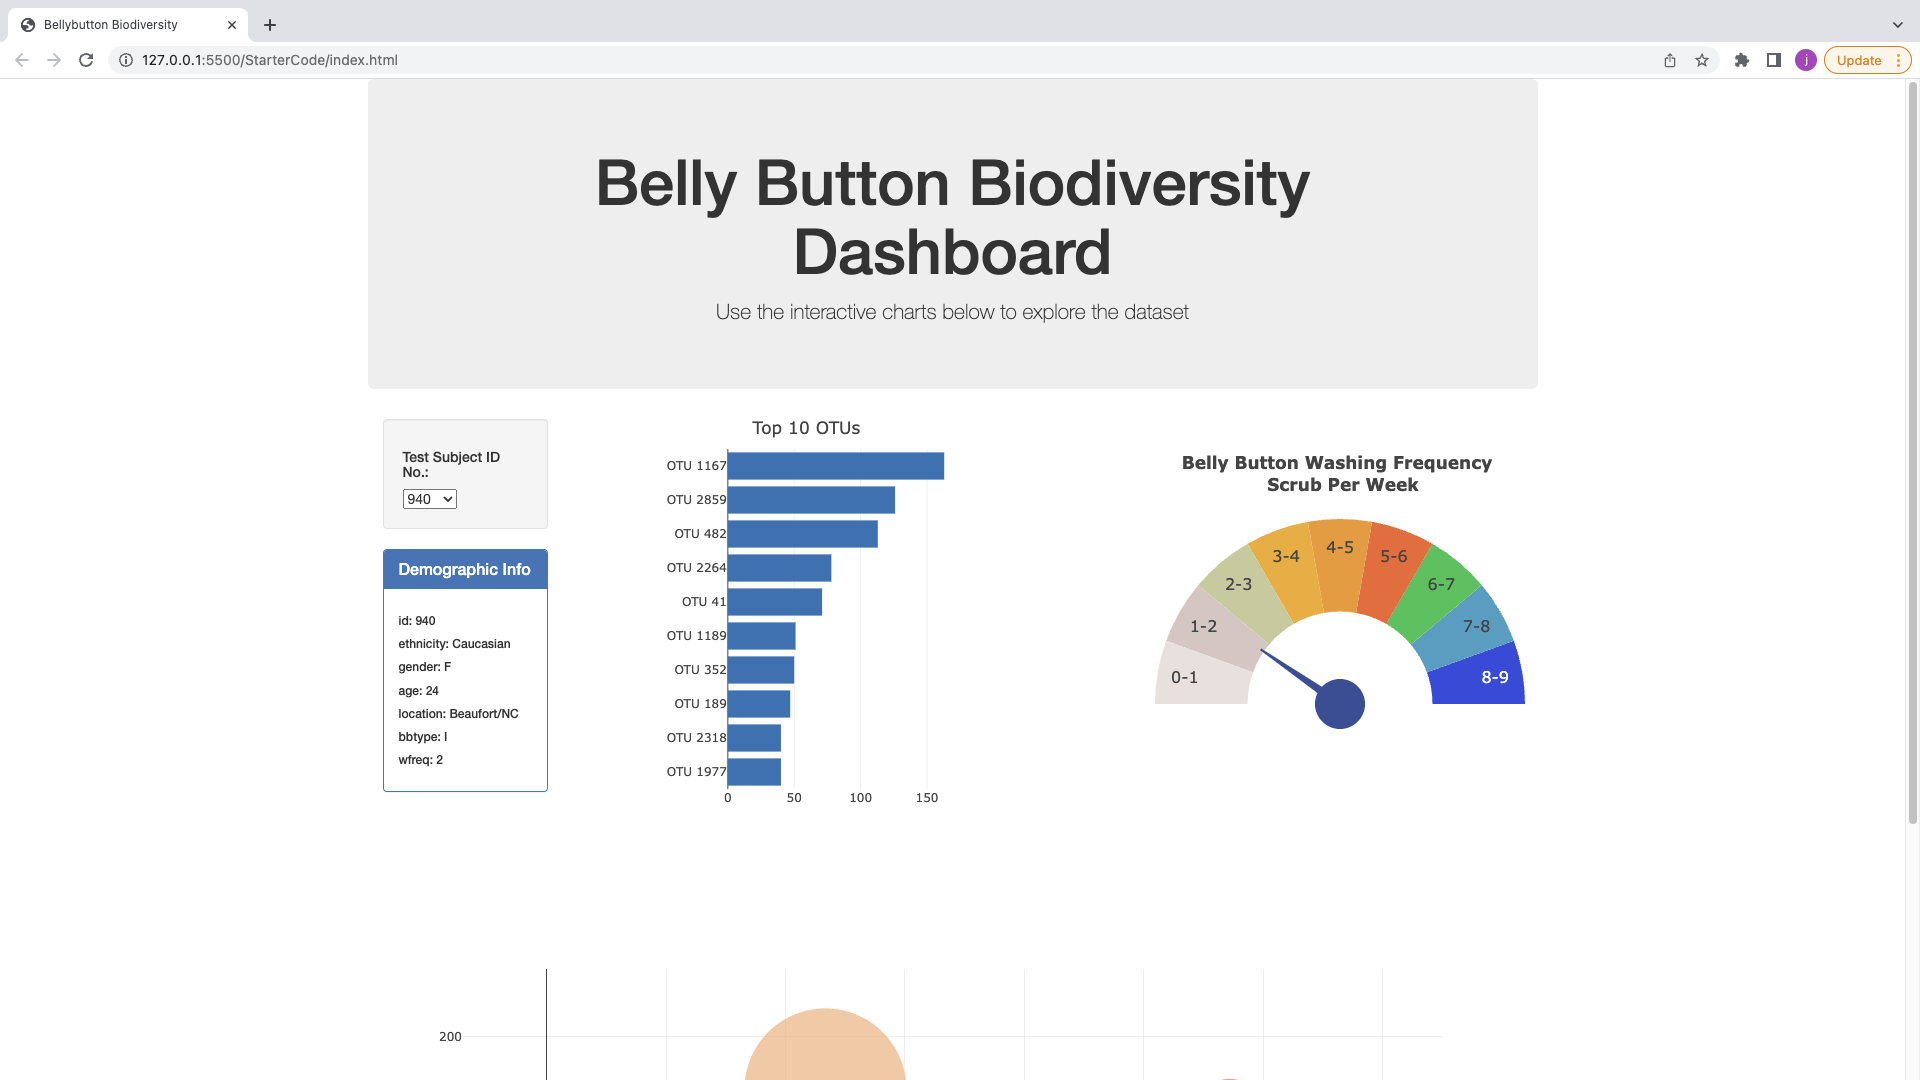 Bellybutton Biodiversity
127.0.0.1:5500/StarterCode/index.html
j
Update
Belly Button Biodiversity
Dashboard
Use the interactive charts below to explore the dataset
Test Subject ID
No.:
940
Demographic Info
id: 940
ethnicity: Caucasian
gender: F
age: 24
location: Beaufort/NC
bbtype: I
wfreq: 2
Top 10 OTUs
OTU 1167
OTU 2859
OTU 482
OTU 2264
OTU 41
OTU 1189
OTU 352
OTU 189
OTU 2318
OTU 1977
0 50 100 150
Belly Button Washing Frequency
Scrub Per Week
0-1
1-2
2-3
3-4
4-5
5-6
6-7
7-8
8-9
200